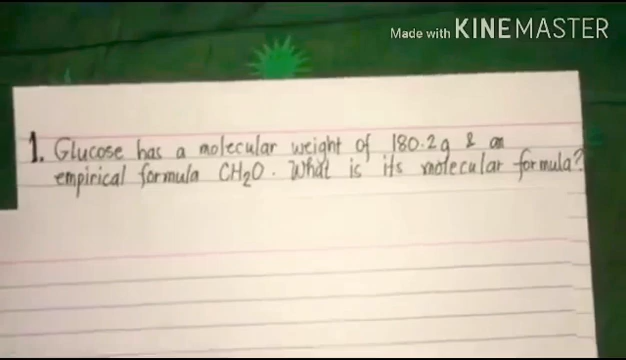 Made with KINEMASTER
1. Glucose has a molecular weight of 180.2g & an
empirical formula CH₂O. What is its molecular formula?